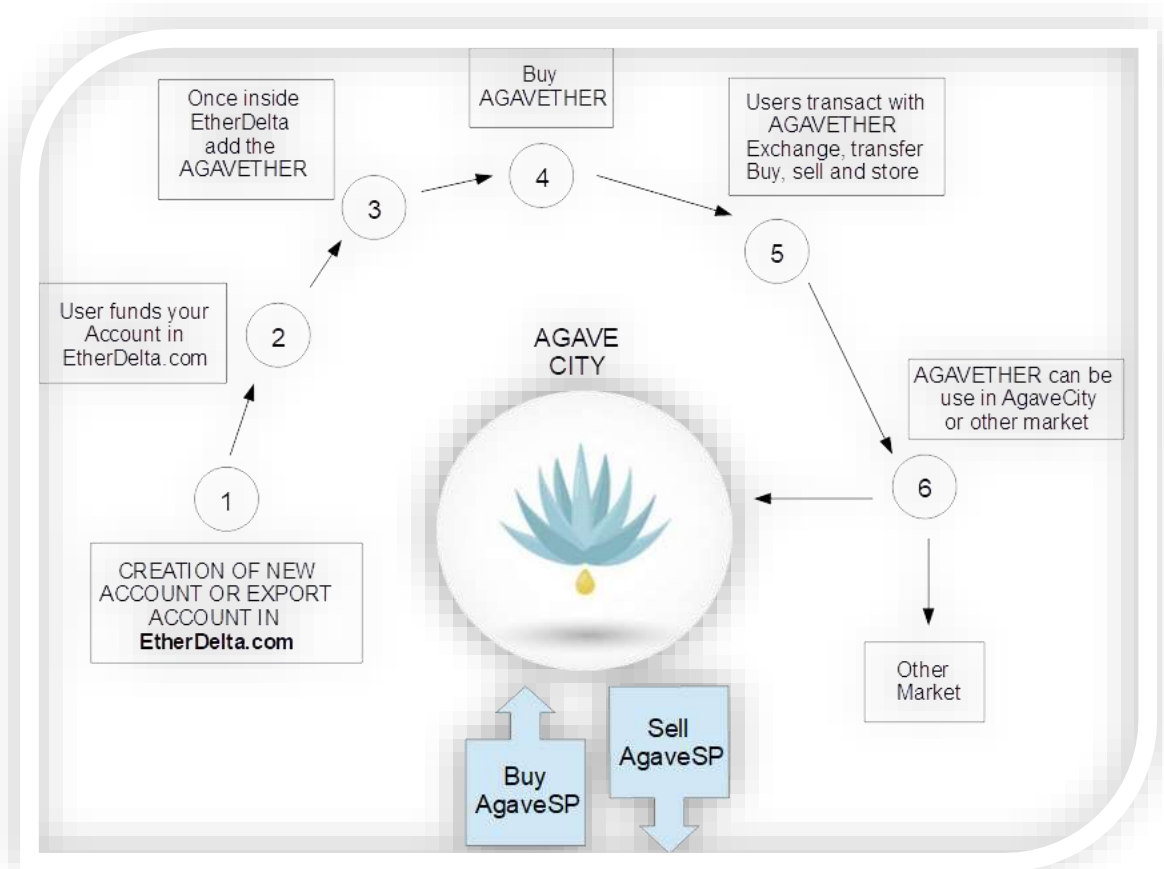 1
CREATION OF NEW
ACCOUNT OR EXPORT
ACCOUNT IN
EtherDelta.com
2
User funds your
Account in
EtherDelta.com
3
Once inside
EtherDelta
add the
AGAVETHER
4
Buy
AGAVETHER
5
Users transact with
AGAVETHER
Exchange, transfer
Buy, sell and store
6
AGAVETHER can be
use in AgaveCity
or other market
Other
Market
AGAVE
CITY
Buy
AgaveSP
Sell
AgaveSP